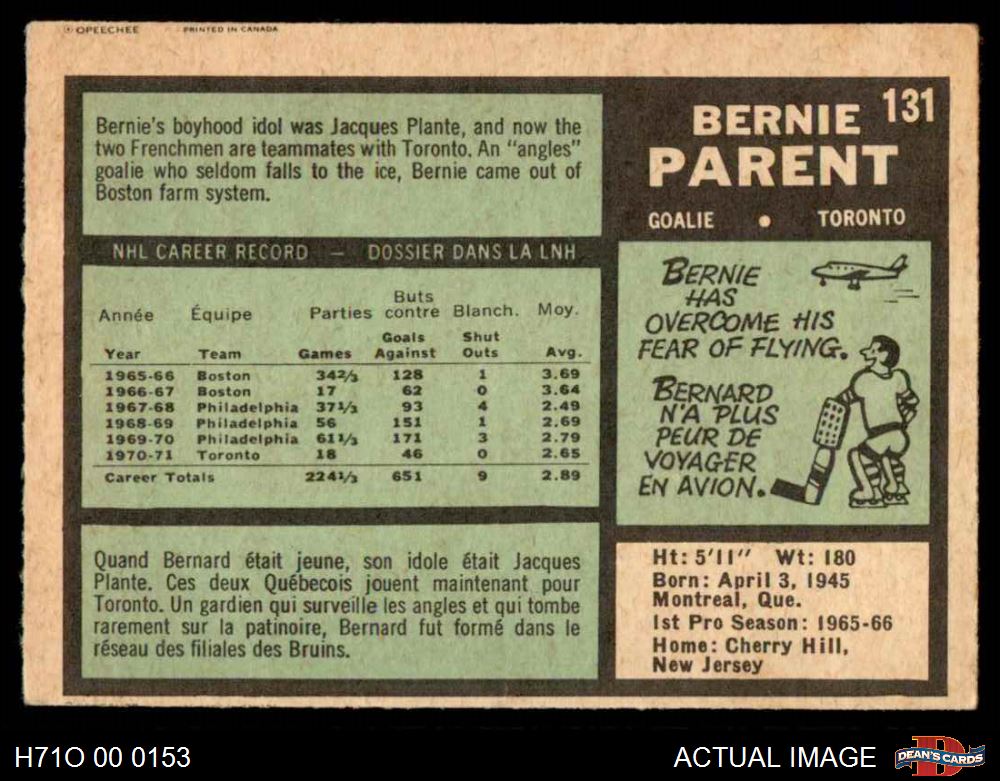 OPEECHEE PRINTED IN CANADA
Bernie's boyhood idol was Jacques Plante, and now the
two Frenchmen are teammates with Toronto. An "angles"
goalie who seldom falls to the ice, Bernie came out of
Boston farm system.
131
BERNIE
PARENT
GOALIE • TORONTO
NHL CAREER RECORD — DOSSIER DANS LA LNH
Année Équipe Parties Buts contre Blanch. Moy.
Year Team Games Goals Against Shut Outs Avg.
1965-66 Boston 342/3 128 1 3.69
1966-67 Boston 17 62 0 3.64
1967-68 Philadelphia 371/3 93 4 2.49
1968-69 Philadelphia 56 151 1 2.69
1969-70 Philadelphia 611/3 171 3 2.79
1970-71 Toronto 18 46 0 2.65
Career Totals 2241/3 651 9 2.89
BERNIE
HAS
OVERCOME HIS
FEAR OF FLYING.
BERNARD
N'A PLUS
PEUR DE
VOYAGER
EN AVION.
Quand Bernard était jeune, son idole était Jacques
Plante. Ces deux Québecois jouent maintenant pour
Toronto. Un gardien qui surveille les angles et qui tombe
rarement sur la patinoire, Bernard fut formé dans le
réseau des filiales des Bruins.
Ht: 5'11" Wt: 180
Born: April 3, 1945
Montreal, Que.
1st Pro Season: 1965-66
Home: Cherry Hill,
New Jersey
H71O 00 0153
ACTUAL IMAGE
D
DEAN'S CARDS